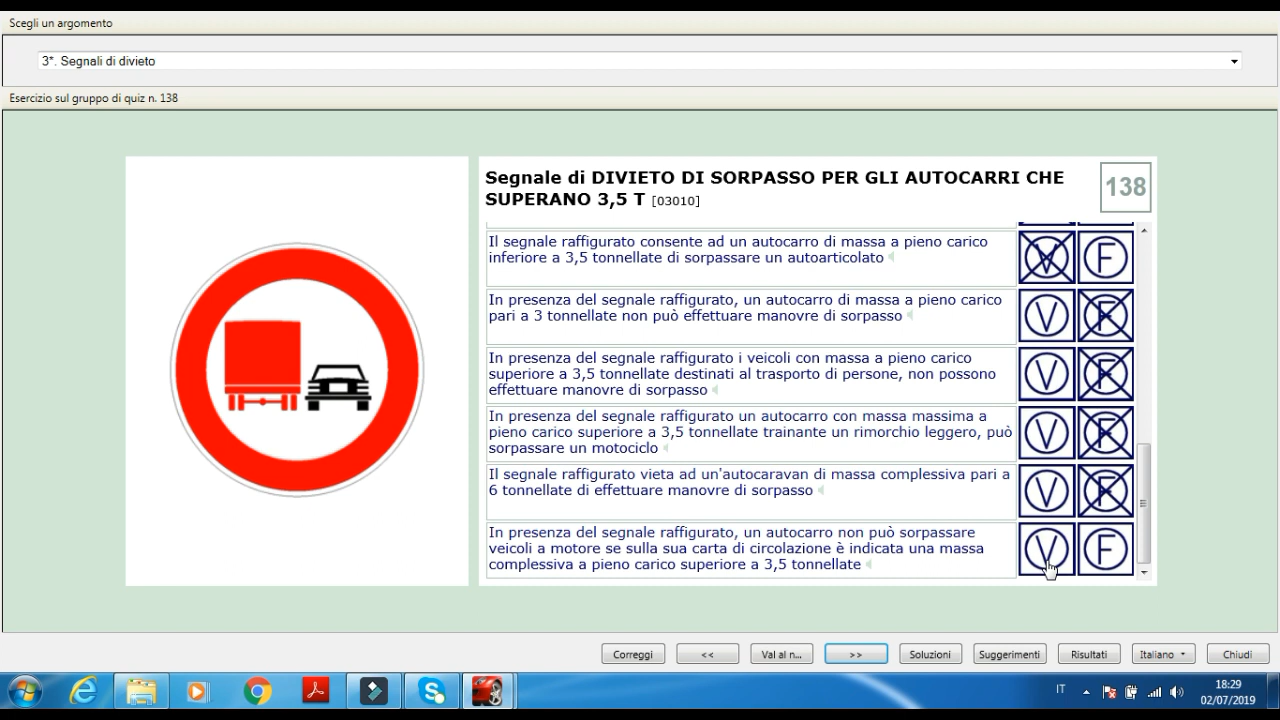 Scegli un argomento
3*. Segnali di divieto
Esercizio sul gruppo di quiz n. 138
Segnale di DIVIETO DI SORPASSO PER GLI AUTOCARRI CHE
SUPERANO 3,5 T [03010]
138
Il segnale raffigurato consente ad un autocarro di massa a pieno carico
inferiore a 3,5 tonnellate di sorpassare un autoarticolato
V F
In presenza del segnale raffigurato, un autocarro di massa a pieno carico
pari a 3 tonnellate non può effettuare manovre di sorpasso
V F
In presenza del segnale raffigurato i veicoli con massa a pieno carico
superiore a 3,5 tonnellate destinati al trasporto di persone, non possono
effettuare manovre di sorpasso
V F
In presenza del segnale raffigurato un autocarro con massa massima a
pieno carico superiore a 3,5 tonnellate trainante un rimorchio leggero, può
sorpassare un motociclo
V F
Il segnale raffigurato vieta ad un'autocaravan di massa complessiva pari a
6 tonnellate di effettuare manovre di sorpasso
V F
In presenza del segnale raffigurato, un autocarro non può sorpassare
veicoli a motore se sulla sua carta di circolazione è indicata una massa
complessiva a pieno carico superiore a 3,5 tonnellate
V F
Correggi << Vai al n... >> Soluzioni Suggerimenti Risultati Italiano Chiudi
IT
18:29
02/07/2019